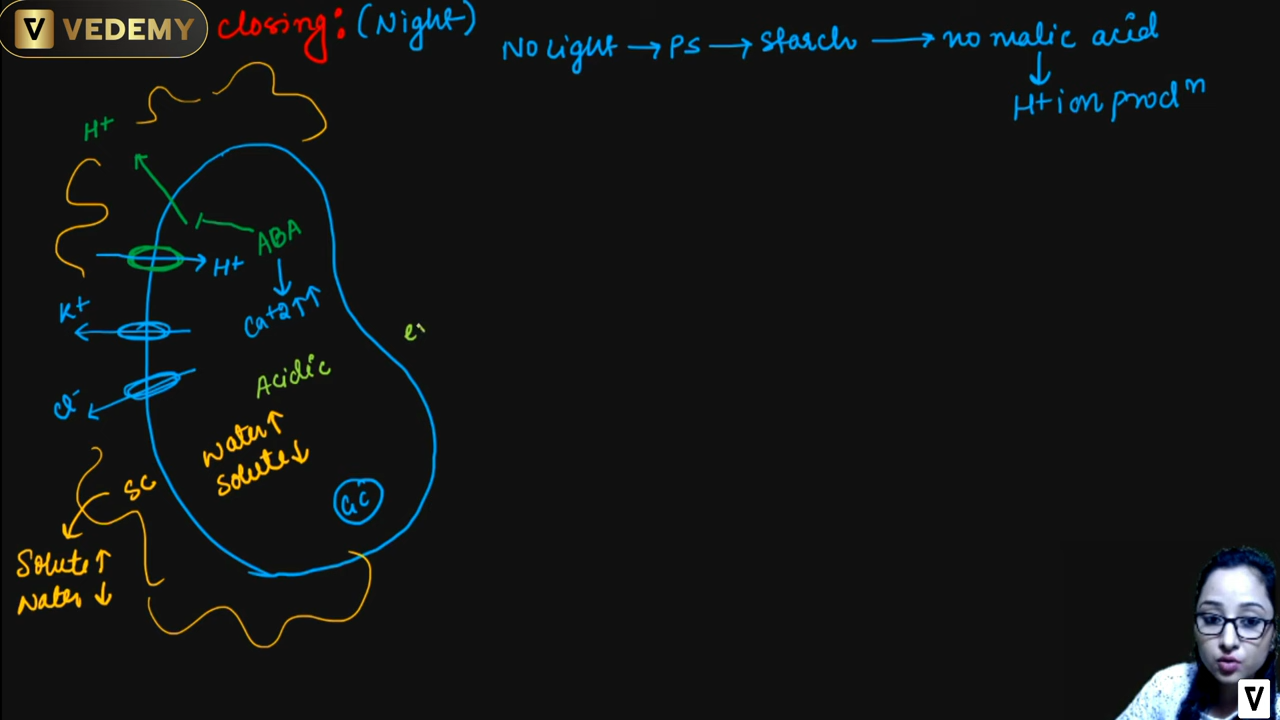 VEDEMY
closing: (Night)
No light → PS → starch → no malic acid
↓
H+ ion prodⁿ
H+
ABA
H+
K+
Ca+2↑↑
Acidic
Cl-
Water↑
Solute↓
SC
GC
Solute↑
Water↓